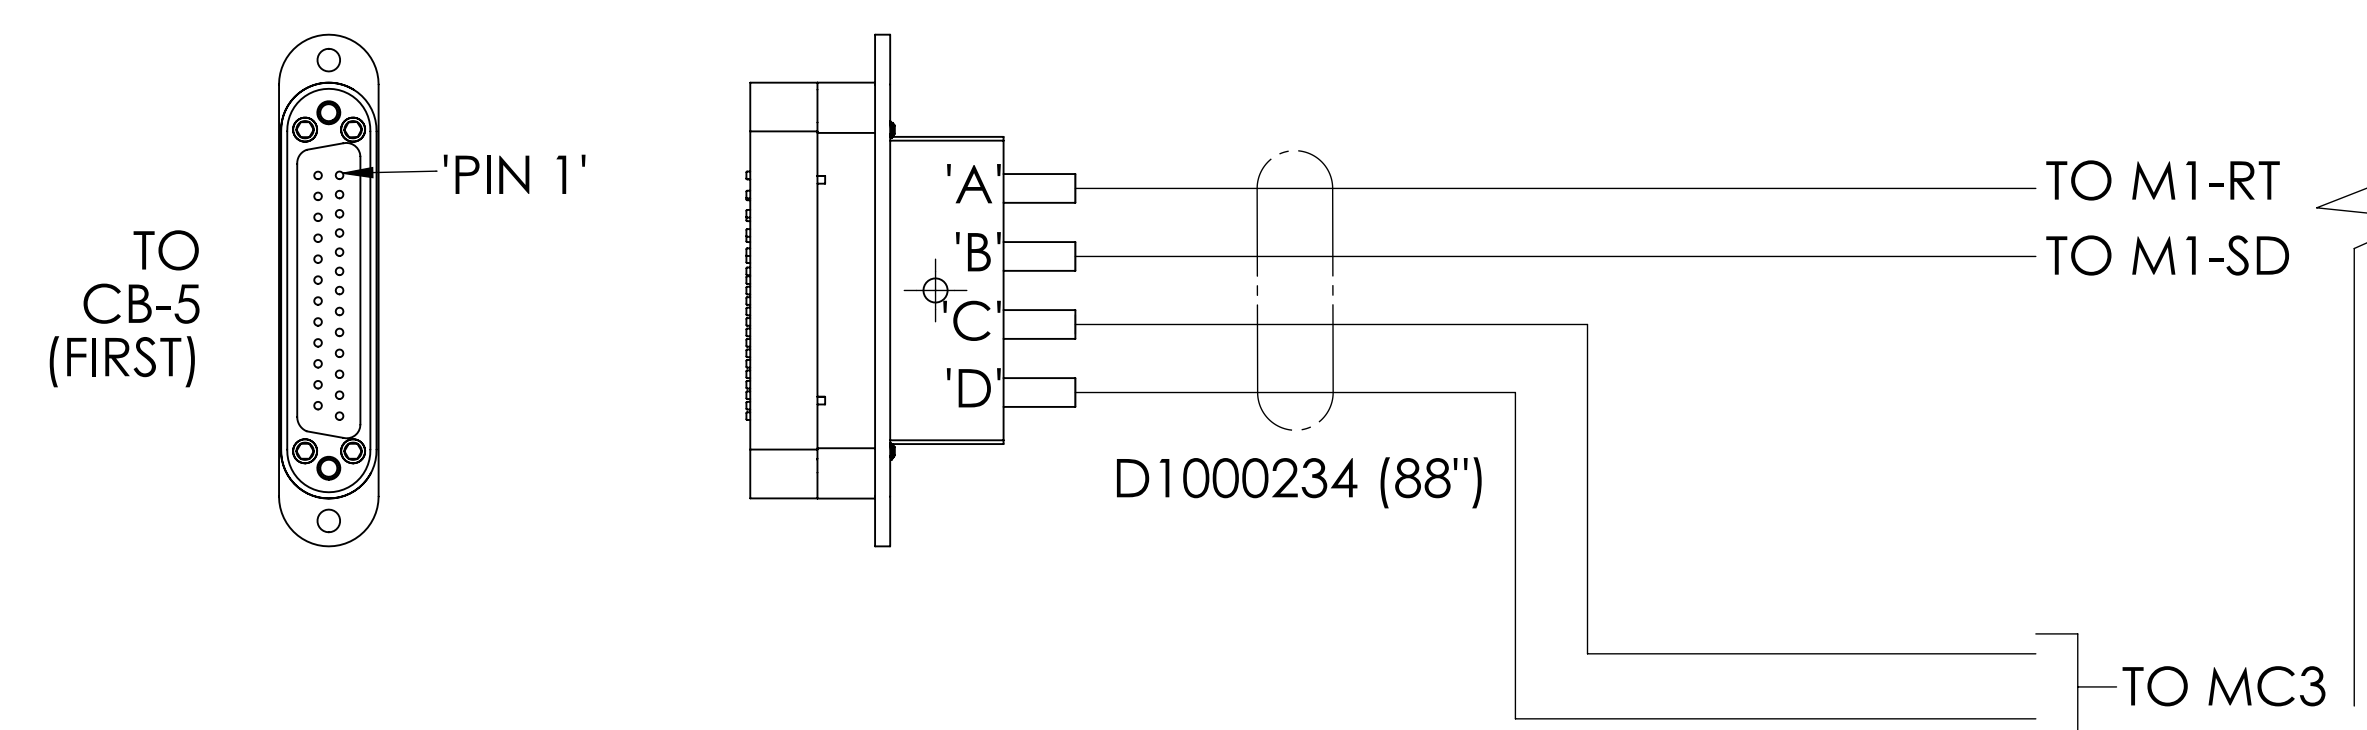 TO
CB-5
(FIRST)
'PIN 1'
'A'
'B'
'C'
'D'
D1000234 (88")
TO M1-RT
TO M1-SD
TO MC3